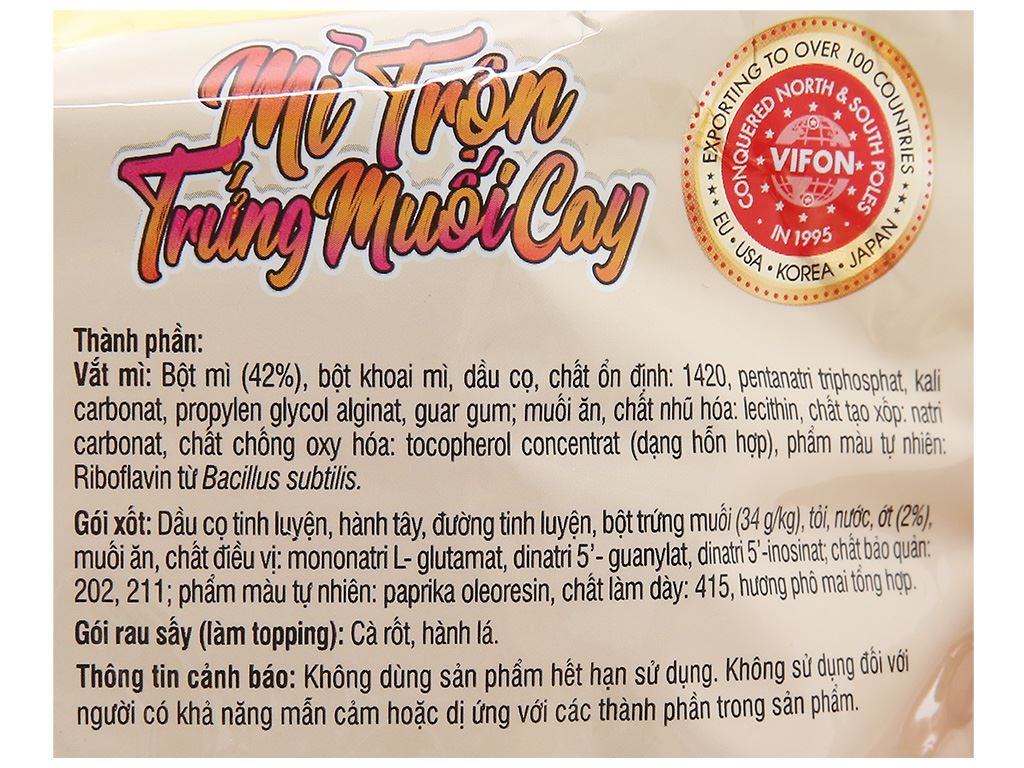 Mì Trộn
Trứng Muối Cay
EXPORTING TO OVER 100 COUNTRIES
EU • USA • KOREA • JAPAN
CONQUERED NORTH & SOUTH POLES
VIFON
IN 1995
Thành phần:
Vắt mì: Bột mì (42%), bột khoai mì, dầu cọ, chất ổn định: 1420, pentanatri triphosphat, kali
carbonat, propylen glycol alginat, guar gum; muối ăn, chất nhũ hóa: lecithin, chất tạo xốp: natri
carbonat, chất chống oxy hóa: tocopherol concentrat (dạng hỗn hợp), phẩm màu tự nhiên:
Riboflavin từ Bacillus subtilis.
Gói xốt: Dầu cọ tinh luyện, hành tây, đường tinh luyện, bột trứng muối (34 g/kg), tỏi, nước, ớt (2%),
muối ăn, chất điều vị: mononatri L- glutamat, dinatri 5'- guanylat, dinatri 5'-inosinat; chất bảo quản:
202, 211; phẩm màu tự nhiên: paprika oleoresin, chất làm dày: 415, hương phô mai tổng hợp.
Gói rau sấy (làm topping): Cà rốt, hành lá.
Thông tin cảnh báo: Không dùng sản phẩm hết hạn sử dụng. Không sử dụng đối với
người có khả năng mẫn cảm hoặc dị ứng với các thành phần trong sản phẩm.